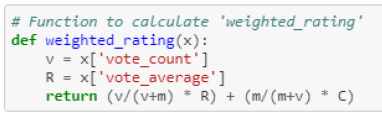 # Function to calculate 'weighted_rating'
def weighted_rating(x):
    v = x['vote_count']
    R = x['vote_average']
    return (v/(v+m) * R) + (m/(m+v) * C)